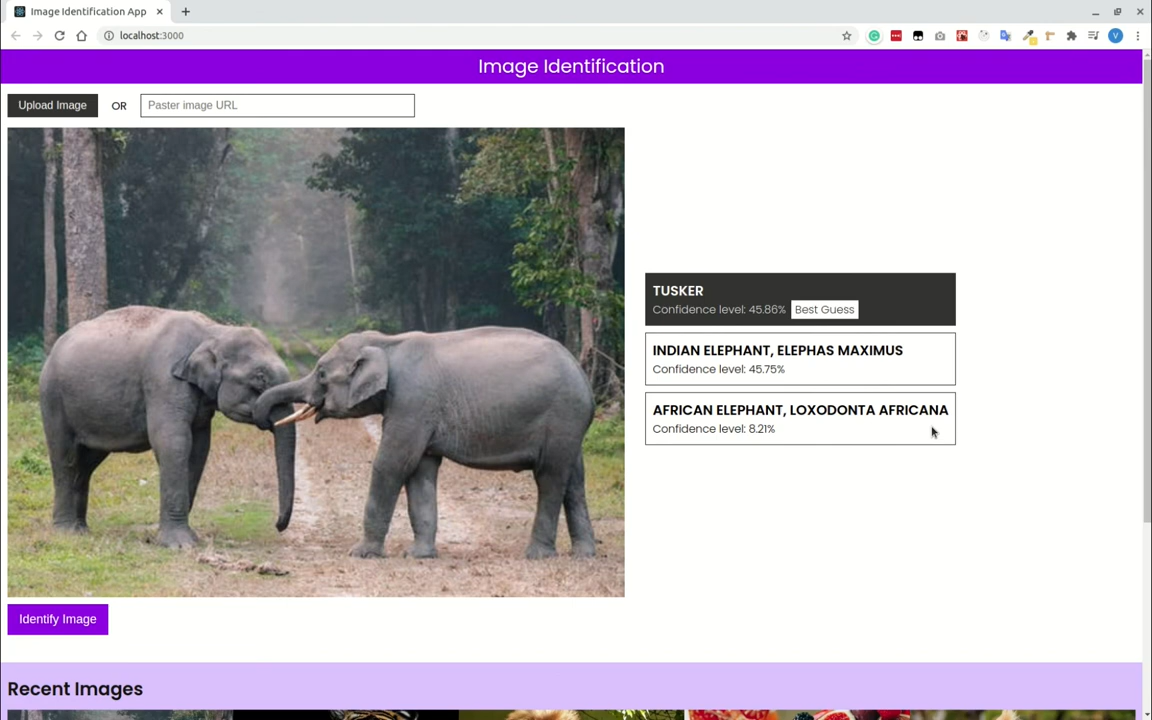 Image Identification App
localhost:3000
Image Identification
Upload Image OR Paster image URL
TUSKER
Confidence level: 45.86% Best Guess
INDIAN ELEPHANT, ELEPHAS MAXIMUS
Confidence level: 45.75%
AFRICAN ELEPHANT, LOXODONTA AFRICANA
Confidence level: 8.21%
Identify Image
Recent Images